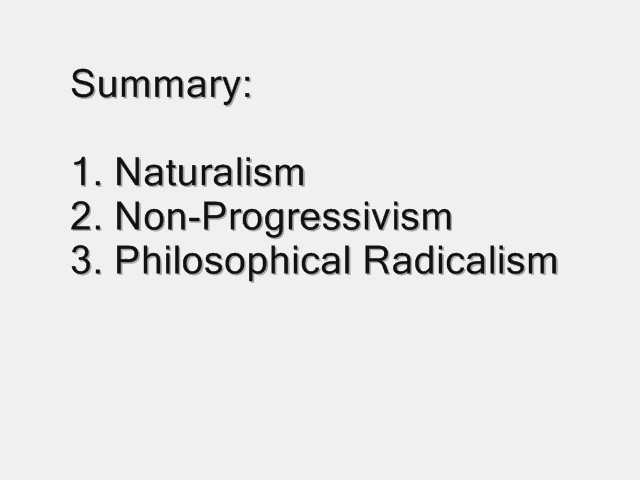 Summary:
1. Naturalism
2. Non-Progressivism
3. Philosophical Radicalism